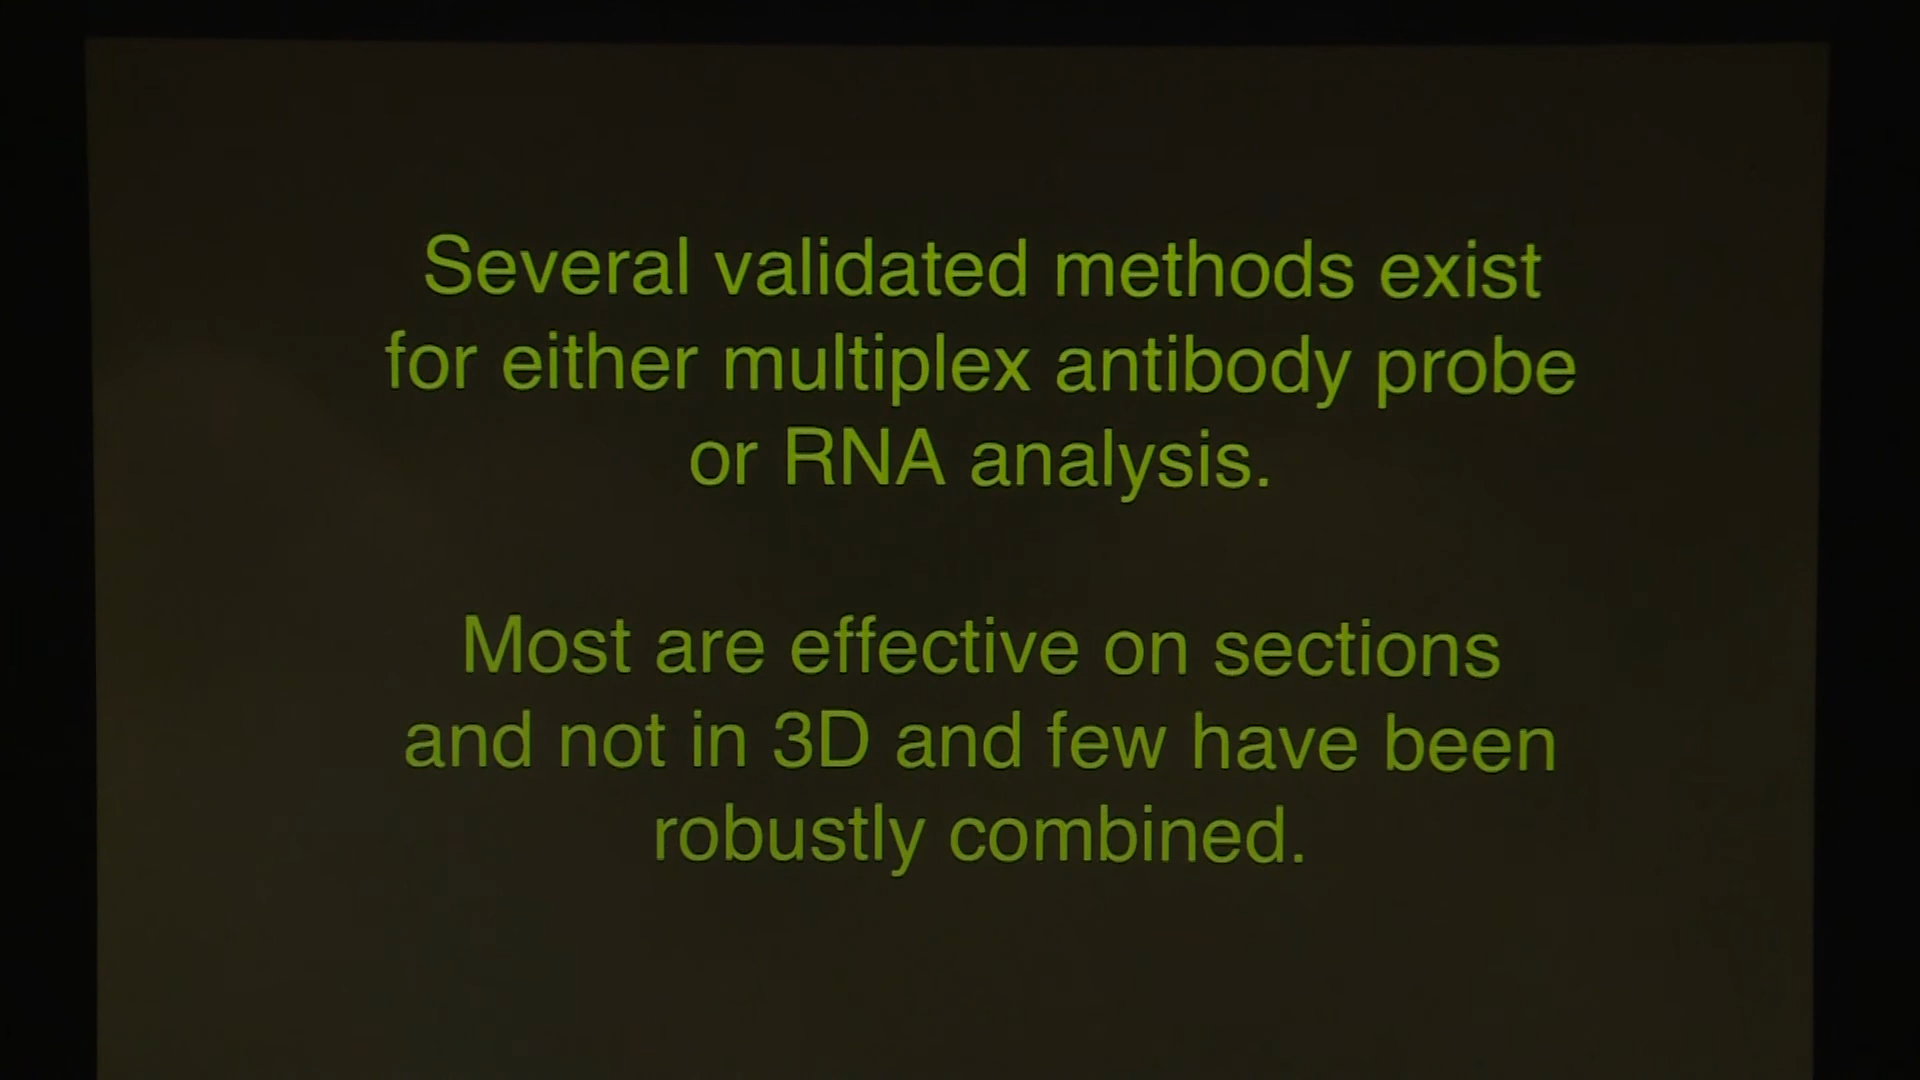 Several validated methods exist
for either multiplex antibody probe
or RNA analysis.
Most are effective on sections
and not in 3D and few have been
robustly combined.